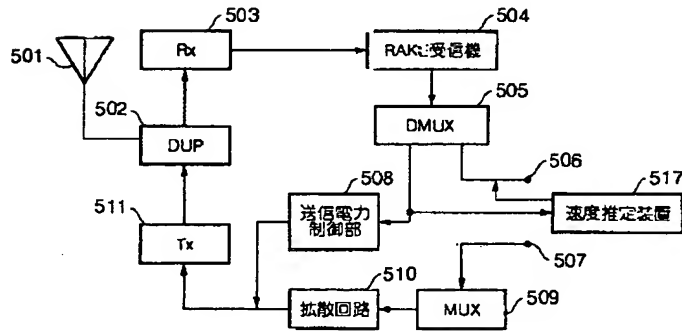 503
504
501
Rx
RAKE受信機
505
502
DMUX
DUP
506
508
517
511
送信電力
制御部
速度推定装置
Tx
507
510
拡散回路
MUX
509